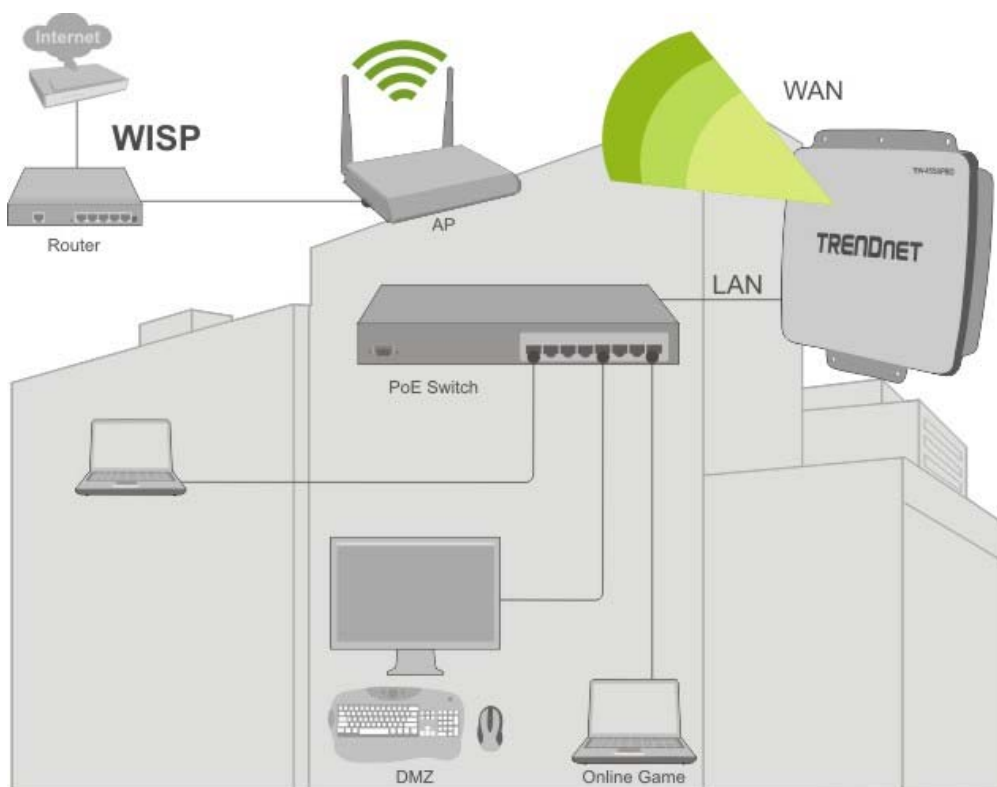 Internet
WISP
WAN
Router
AP
TRENDNET
LAN
PoE Switch
DMZ
Online Game